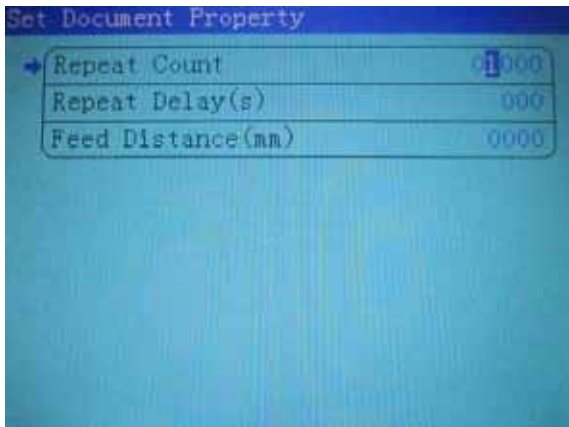 Set Document Property
Repeat Count 01000
Repeat Delay(s) 000
Feed Distance(mm) 0000